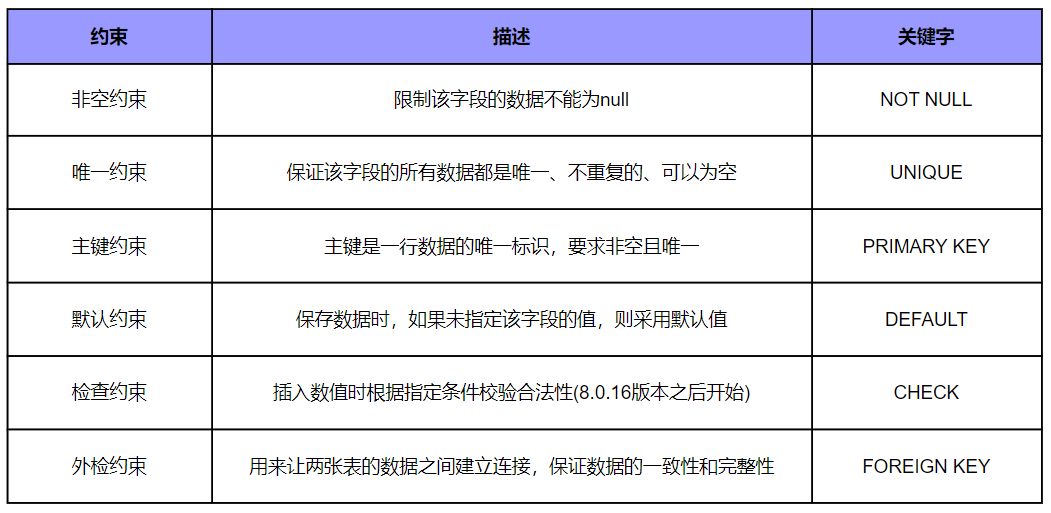 约束 描述 关键字
非空约束 限制该字段的数据不能为null NOT NULL
唯一约束 保证该字段的所有数据都是唯一、不重复的、可以为空 UNIQUE
主键约束 主键是一行数据的唯一标识，要求非空且唯一 PRIMARY KEY
默认约束 保存数据时，如果未指定该字段的值，则采用默认值 DEFAULT
检查约束 插入数值时根据指定条件校验合法性(8.0.16版本之后开始) CHECK
外检约束 用来让两张表的数据之间建立连接，保证数据的一致性和完整性 FOREIGN KEY